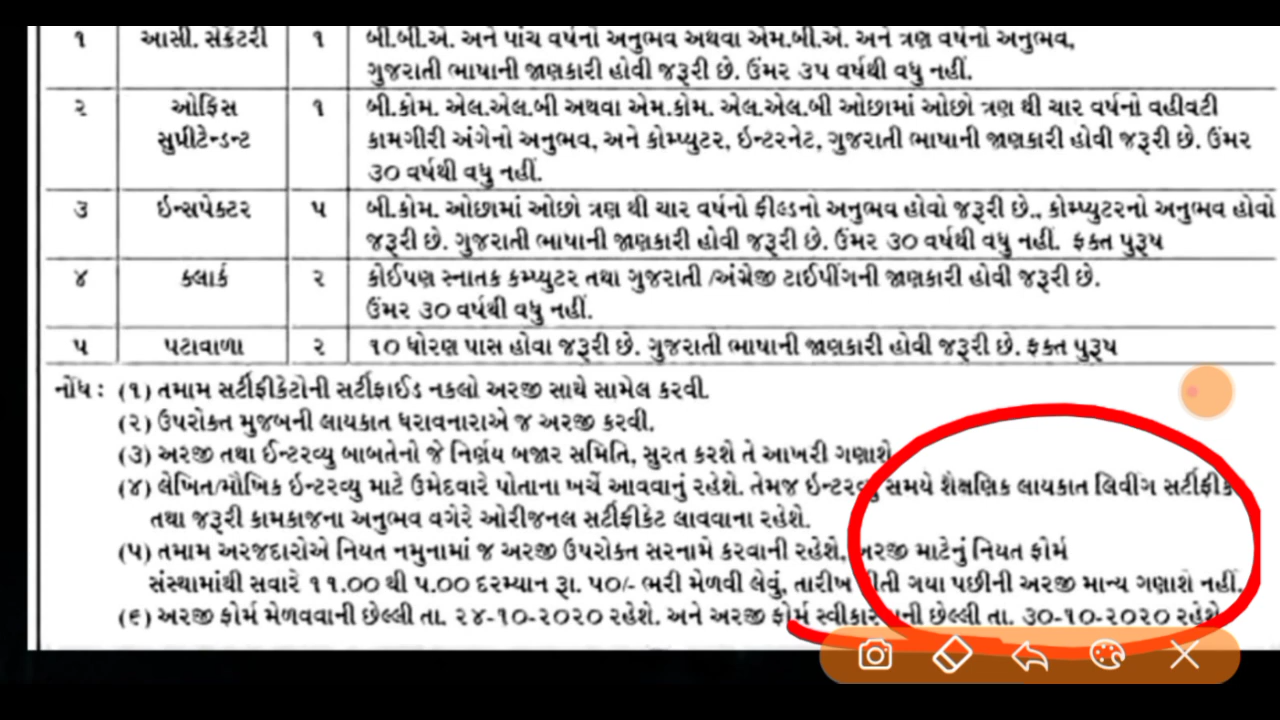 ૧ આસી. સેક્રેટરી ૧ બી.બી.એ. અને પાંચ વર્ષનો અનુભવ અથવા એમ.બી.એ. અને ત્રણ વર્ષનો અનુભવ,
ગુજરાતી ભાષાની જાણકારી હોવી જરૂરી છે. ઉંમર ૩૫ વર્ષથી વધુ નહીં.
૨ ઓફિસ ૧ બી.કોમ. એલ.એલ.બી અથવા એમ.કોમ. એલ.એલ.બી ઓછામાં ઓછો ત્રણ થી ચાર વર્ષનો વહીવટી
સુપ્રીટેન્ડન્ટ કામગીરી અંગેનો અનુભવ, અને કોમ્પ્યુટર, ઇન્ટરનેટ, ગુજરાતી ભાષાની જાણકારી હોવી જરૂરી છે. ઉંમર
૩૦ વર્ષથી વધુ નહીં.
૩ ઇન્સપેક્ટર ૫ બી.કોમ. ઓછામાં ઓછો ત્રણ થી ચાર વર્ષનો ફીલ્ડનો અનુભવ હોવો જરૂરી છે., કોમ્પ્યુટરનો અનુભવ હોવો
જરૂરી છે. ગુજરાતી ભાષાની જાણકારી હોવી જરૂરી છે. ઉંમર ૩૦ વર્ષથી વધુ નહીં. ફક્ત પુરૂષ
૪ ક્લાર્ક ૨ કોઈપણ સ્નાતક કમ્પ્યુટર તથા ગુજરાતી /અંગ્રેજી ટાઈપીંગની જાણકારી હોવી જરૂરી છે.
ઉંમર ૩૦ વર્ષથી વધુ નહીં.
૫ પટાવાળા ૨ ૧૦ ધોરણ પાસ હોવા જરૂરી છે. ગુજરાતી ભાષાની જાણકારી હોવી જરૂરી છે. ફક્ત પુરૂષ
નોંધ : (૧) તમામ સર્ટીફીકેટોની સર્ટીફાઈડ નકલો અરજી સાથે સામેલ કરવી.
(૨) ઉપરોક્ત મુજબની લાયકાત ધરાવનારાએ જ અરજી કરવી.
(૩) અરજી તથા ઈન્ટરવ્યુ બાબતેનો જે નિર્ણય બજાર સમિતિ, સુરત કરશે તે આખરી ગણાશે
(૪) લેખિત/મૌખિક ઇન્ટરવ્યુ માટે ઉમેદવારે પોતાના ખર્ચે આવવાનું રહેશે. તેમજ ઇન્ટરવ્યુ સમયે શૈક્ષણિક લાયકાત લિવીંગ
તથા જરૂરી કામકાજના અનુભવ વગેરે ઓરીજનલ સર્ટીફીકેટ લાવવાના રહેશે.
(૫) તમામ અરજદારોએ નિયત નમુનામાં જ અરજી ઉપરોક્ત સરનામે કરવાની રહેશે. અરજી માટેનું નિયત ફોર્મ
સંસ્થામાંથી સવારે ૧૧.૦૦ થી ૫.૦૦ દરમ્યાન રૂા. ૫૦/- ભરી મેળવી લેવું, તારીખ વીતી ગયા પછીની અરજી માન્ય ગણાશે નહીં.
(૬) અરજી ફોર્મ મેળવવાની છેલ્લી તા. ૨૪-૧૦-૨૦૨૦ રહેશે. અને અરજી ફોર્મ સ્વીકારવાની છેલ્લી તા. ૩૦-૧૦-૨૦૨૦ રહેશે.